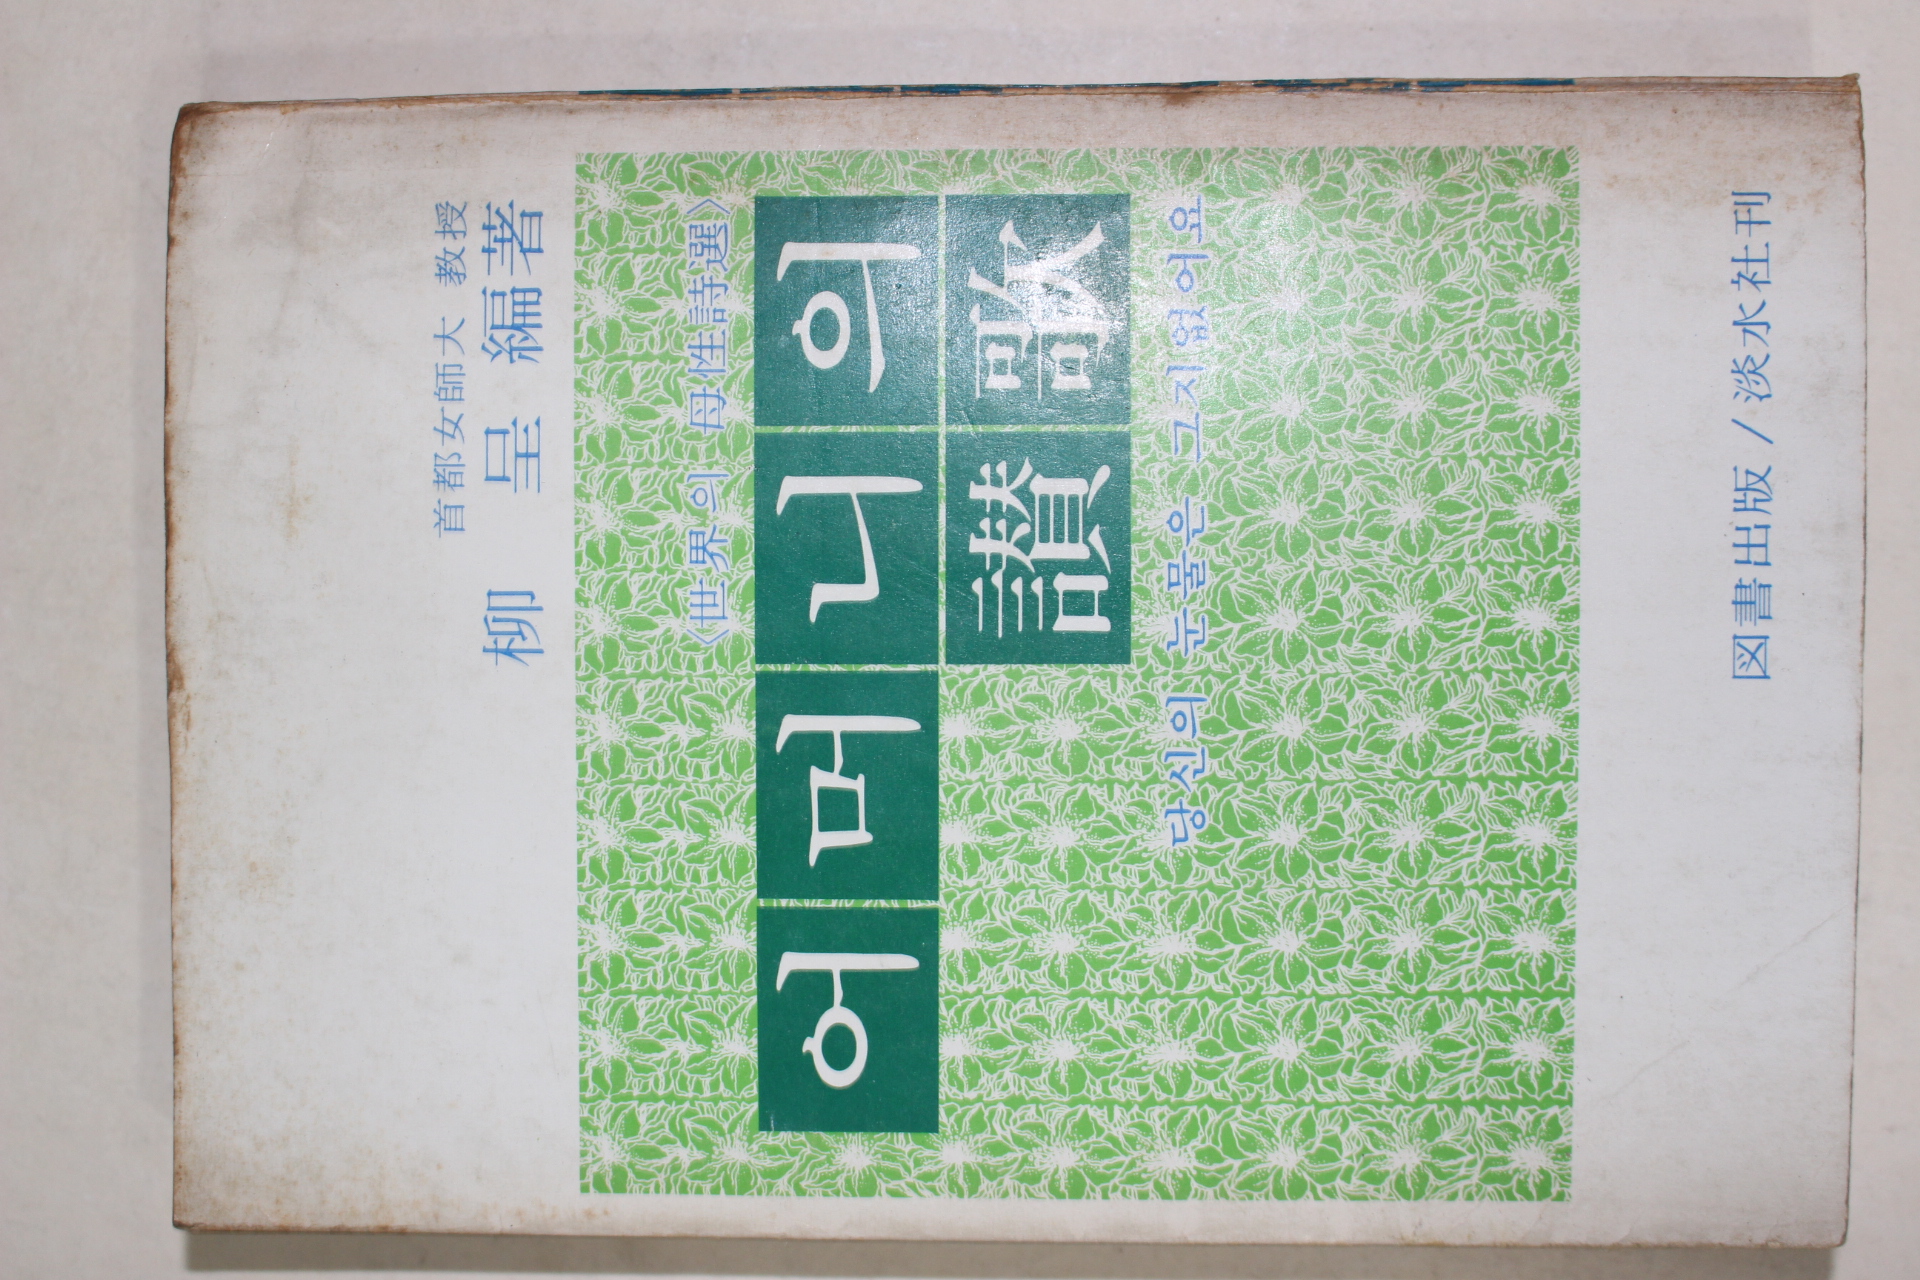 首都女師大 教授
柳 呈 編著
〈世界의 母性詩選〉
어머니의
讚歌
당신의 눈물은 그지없어요
図書出版/淡水社刊